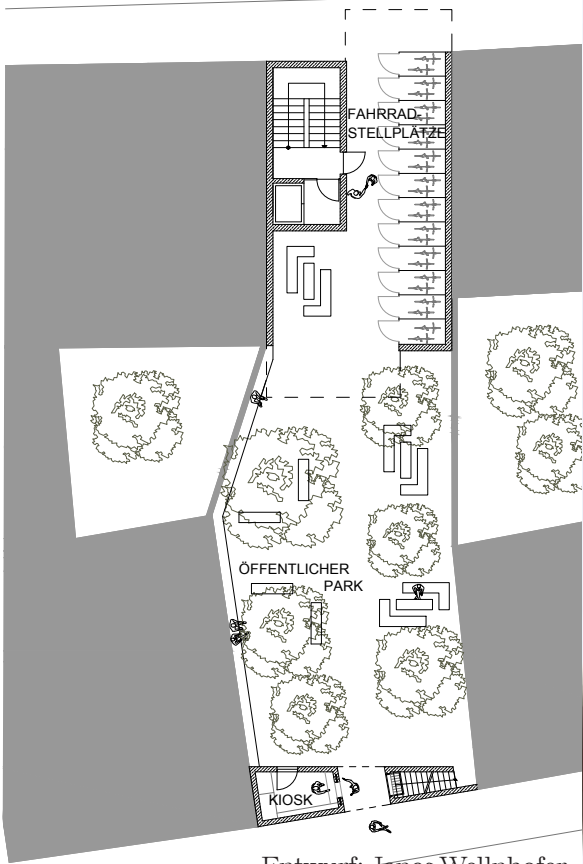 FAHRRAD-
STELLPLÄTZE
ÖFFENTLICHER
PARK
KIOSK
Entwurf: Jonas Wellnhofer